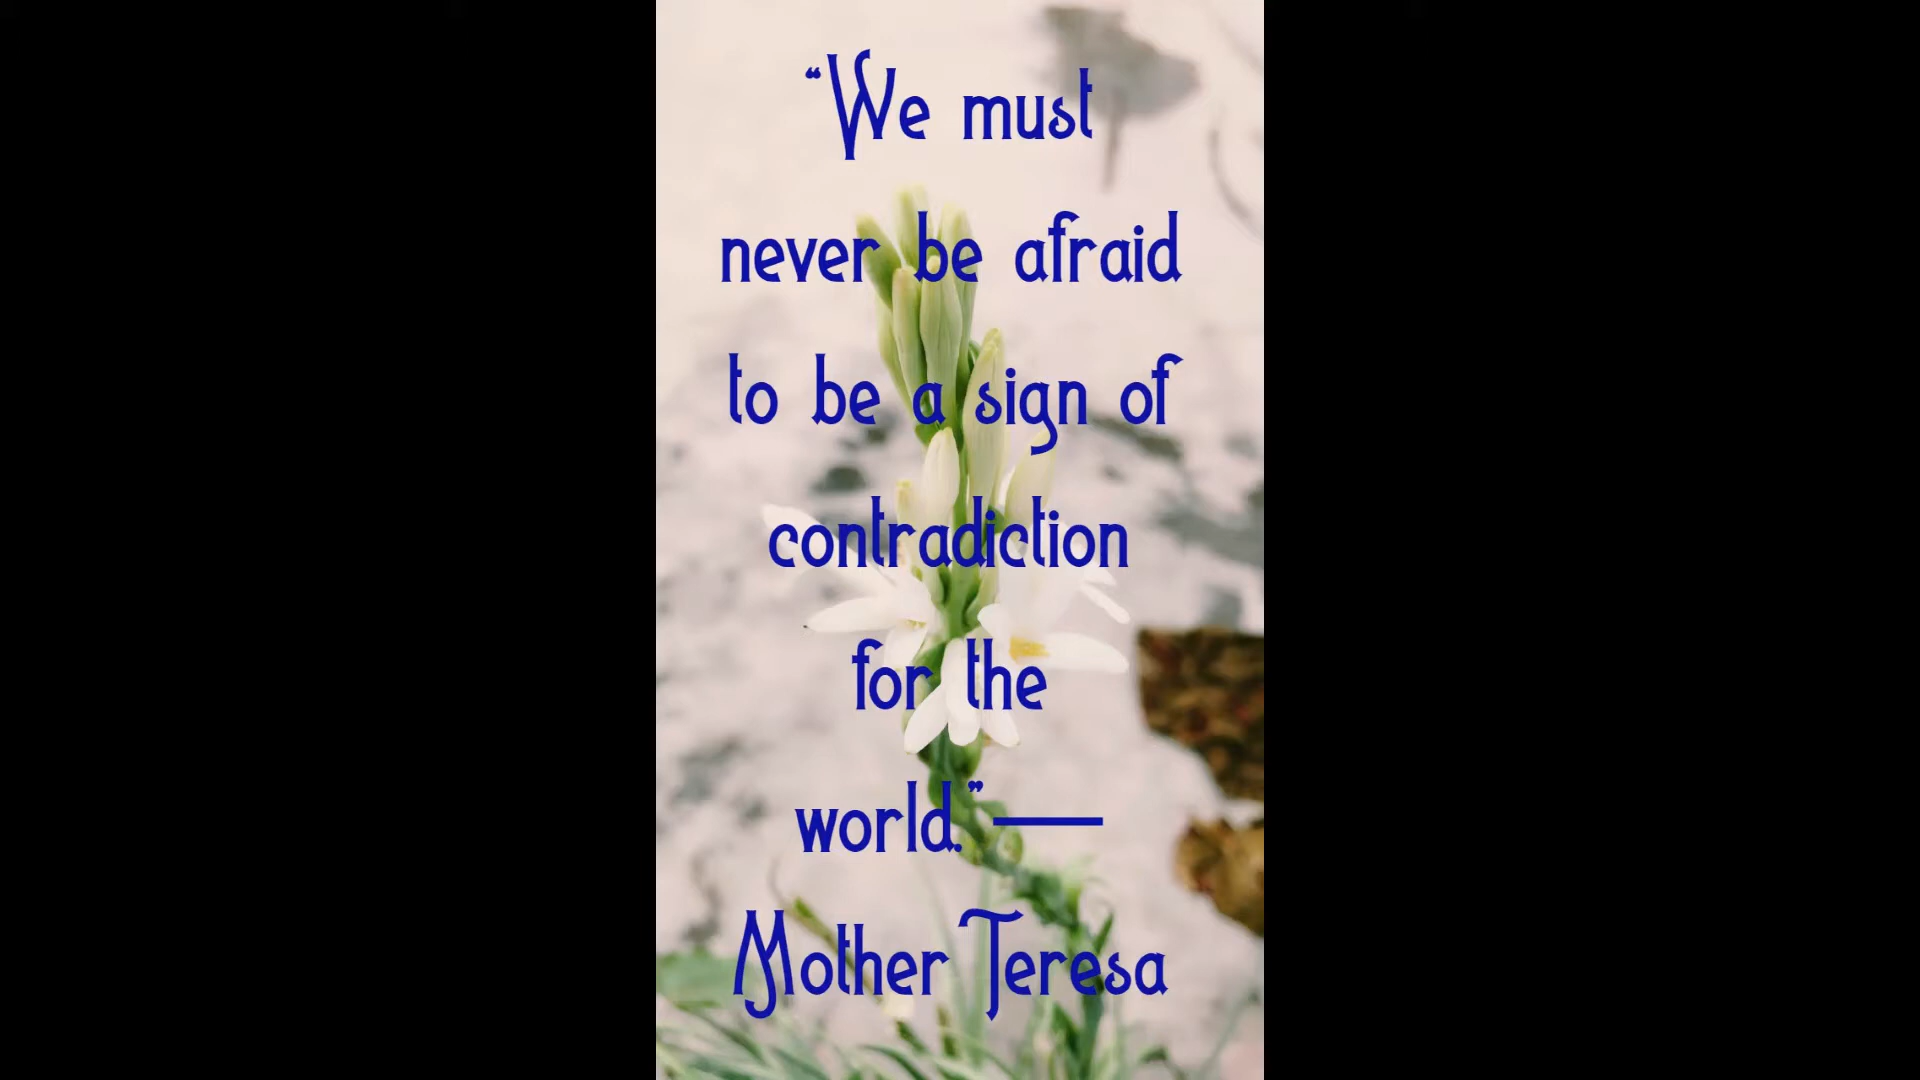 “We must
never be afraid
to be a sign of
contradiction
for the
world.”—
Mother Teresa